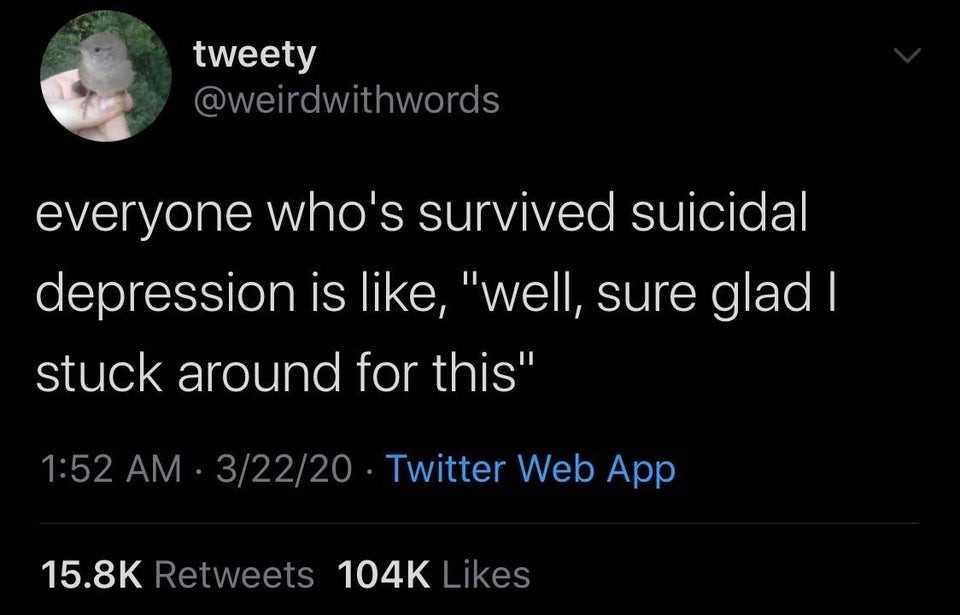 tweety
@weirdwithwords
everyone who's survived suicidal
depression is like, "well, sure glad I
stuck around for this"
1:52 AM · 3/22/20 · Twitter Web App
15.8K Retweets 104K Likes